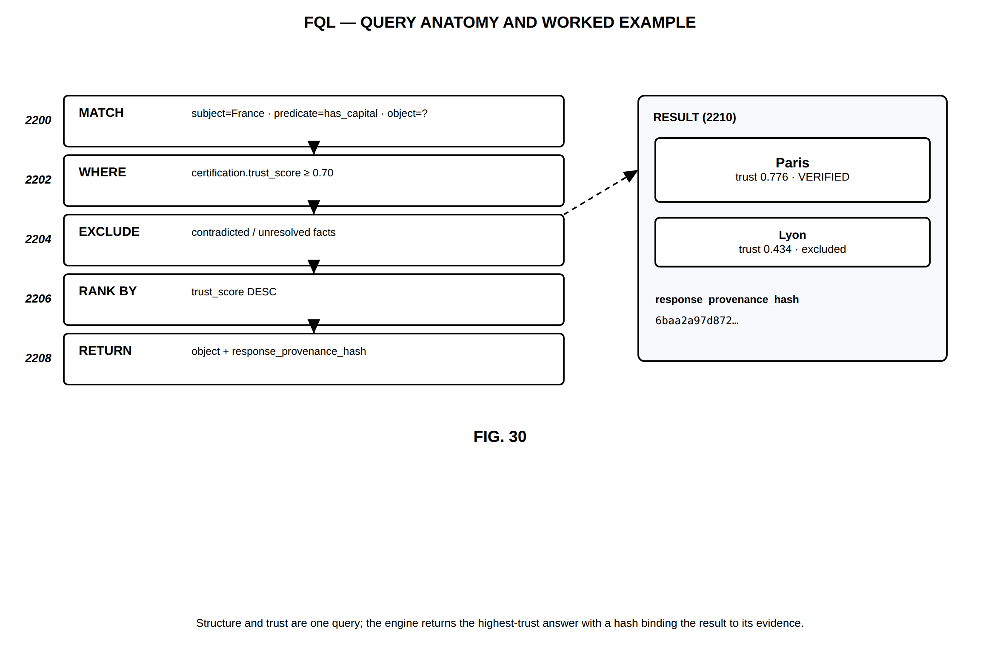 FQL — QUERY ANATOMY AND WORKED EXAMPLE
2200
MATCH
subject=France · predicate=has_capital · object=?
2202
WHERE
certification.trust_score ≥ 0.70
2204
EXCLUDE
contradicted / unresolved facts
2206
RANK BY
trust_score DESC
2208
RETURN
object + response_provenance_hash
RESULT (2210)
Paris
trust 0.776 · VERIFIED
Lyon
trust 0.434 · excluded
response_provenance_hash
6baa2a97d872…
FIG. 30
Structure and trust are one query; the engine returns the highest-trust answer with a hash binding the result to its evidence.